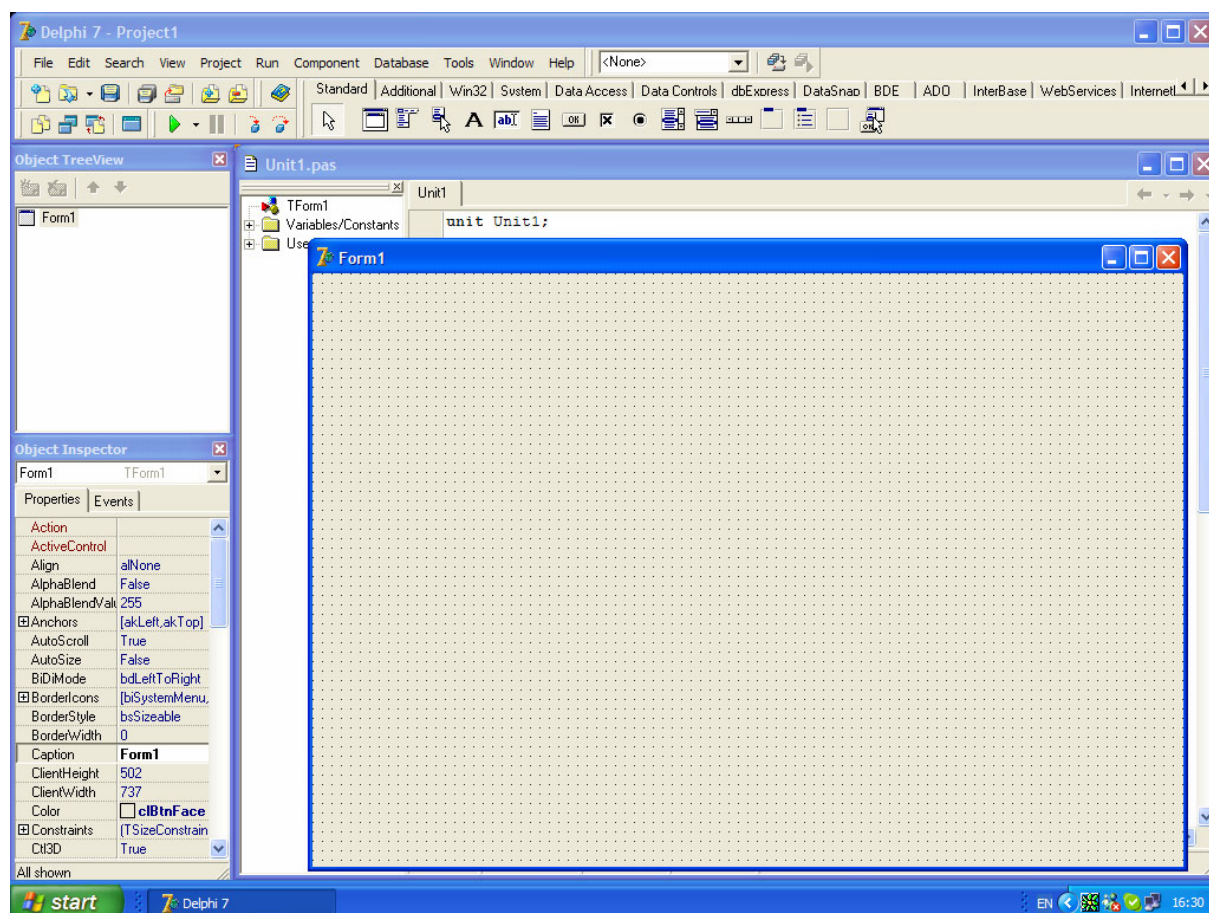 Delphi 7 - Project1
File Edit Search View Project Run Component Database Tools Window Help <None>
Standard Additional Win32 System Data Access Data Controls dbExpress DataSnap BDE ADO InterBase WebServices InternetE
Object TreeView
Form1
Unit1.pas
Unit1
TForm1
Variables/Constants
Use
unit Unit1;
Form1
Object Inspector
Form1 TForm1
Properties Events
Action
ActiveControl
Align alNone
AlphaBlend False
AlphaBlendValu 255
Anchors [akLeft,akTop]
AutoScroll True
AutoSize False
BiDiMode bdLeftToRight
BorderIcons [biSystemMenu,
BorderStyle bsSizeable
BorderWidth 0
Caption Form1
ClientHeight 502
ClientWidth 737
Color clBtnFace
Constraints (TSizeConstrain
Ctl3D True
All shown
start Delphi 7 EN 16:30